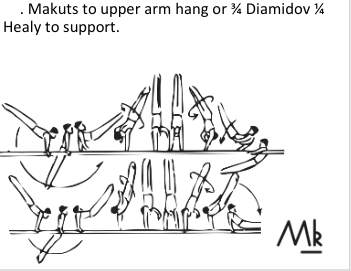 . Makuts to upper arm hang or ¾ Diamidov ¼
Healy to support.
Mk